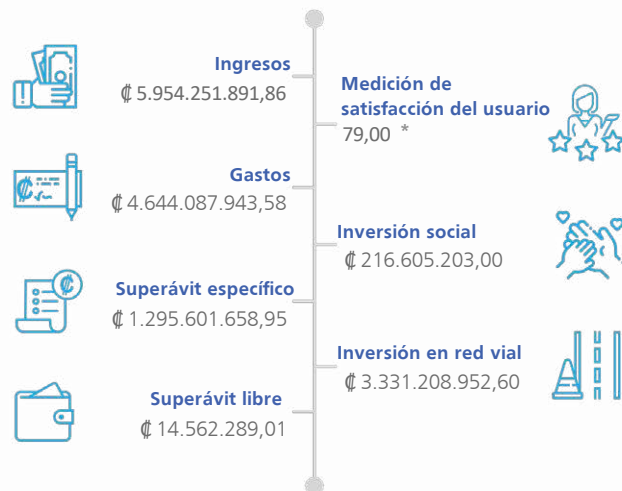 Ingresos
₡ 5.954.251.891,86
Medición de
satisfacción del usuario
79,00 *
Gastos
₡ 4.644.087.943,58
Inversión social
₡ 216.605.203,00
Superávit específico
₡ 1.295.601.658,95
Inversión en red vial
₡ 3.331.208.952,60
Superávit libre
₡ 14.562.289,01